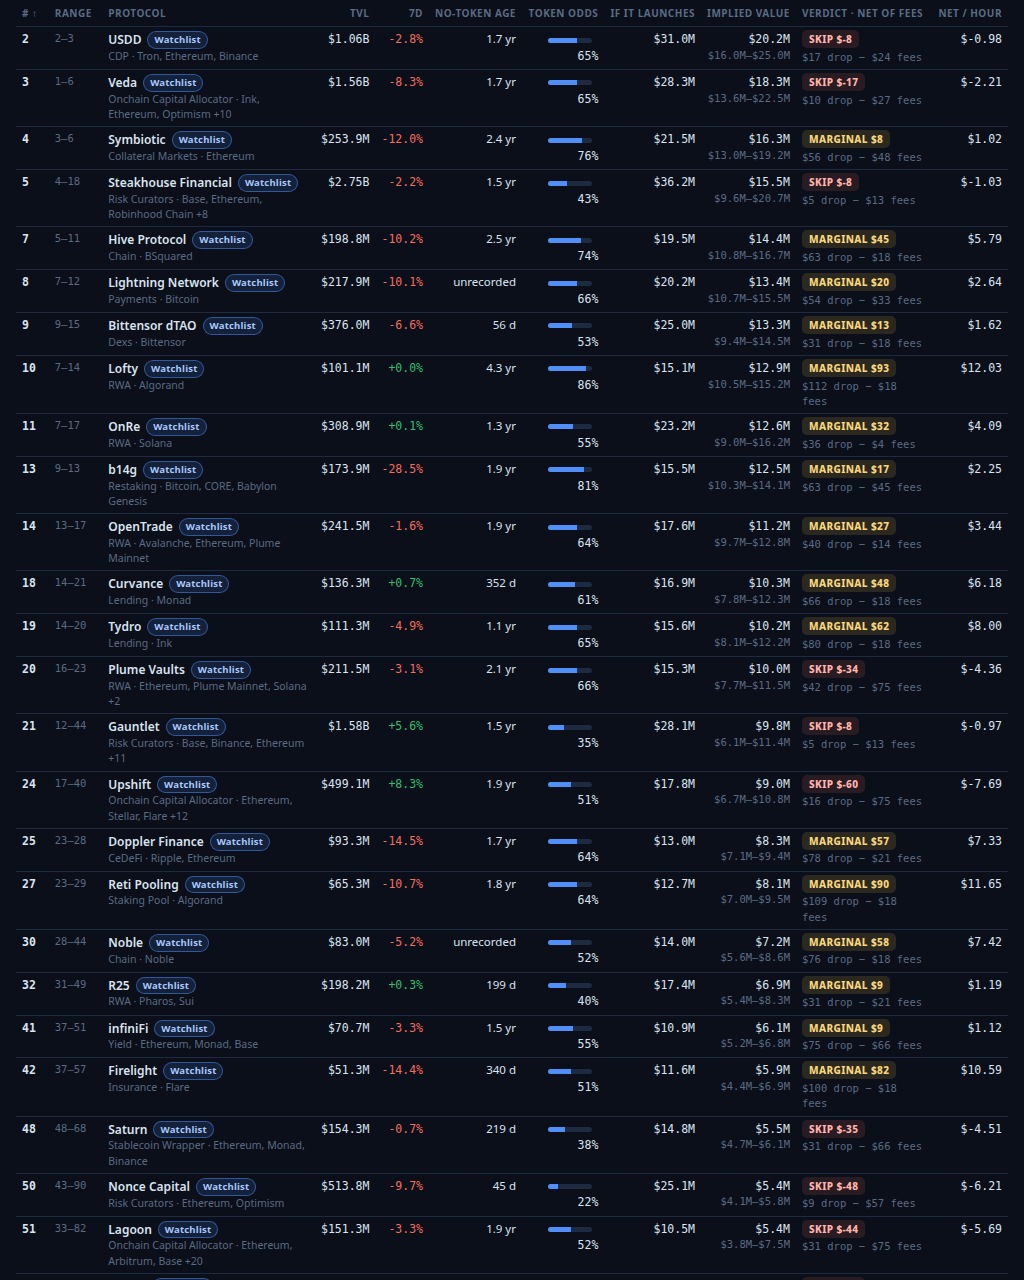 # ↑ RANGE PROTOCOL TVL 7D NO-TOKEN AGE TOKEN ODDS IF IT LAUNCHES IMPLIED VALUE VERDICT · NET OF FEES NET / HOUR
2 2–3 USDD Watchlist $1.06B -2.8% 1.7 yr $31.0M $20.2M SKIP $-8 $-0.98
CDP · Tron, Ethereum, Binance 65% $16.0M–$25.0M $17 drop − $24 fees
3 1–6 Veda Watchlist $1.56B -8.3% 1.7 yr $28.3M $18.3M SKIP $-17 $-2.21
Onchain Capital Allocator · Ink, 65% $13.6M–$22.5M $10 drop − $27 fees
Ethereum, Optimism +10
4 3–6 Symbiotic Watchlist $253.9M -12.0% 2.4 yr $21.5M $16.3M MARGINAL $8 $1.02
Collateral Markets · Ethereum 76% $13.0M–$19.2M $56 drop − $48 fees
5 4–18 Steakhouse Financial Watchlist $2.75B -2.2% 1.5 yr $36.2M $15.5M SKIP $-8 $-1.03
Risk Curators · Base, Ethereum, 43% $9.6M–$20.7M $5 drop − $13 fees
Robinhood Chain +8
7 5–11 Hive Protocol Watchlist $198.8M -10.2% 2.5 yr $19.5M $14.4M MARGINAL $45 $5.79
Chain · BSquared 74% $10.8M–$16.7M $63 drop − $18 fees
8 7–12 Lightning Network Watchlist $217.9M -10.1% unrecorded $20.2M $13.4M MARGINAL $20 $2.64
Payments · Bitcoin 66% $10.7M–$15.5M $54 drop − $33 fees
9 9–15 Bittensor dTAO Watchlist $376.0M -6.6% 56 d $25.0M $13.3M MARGINAL $13 $1.62
Dexs · Bittensor 53% $9.4M–$14.5M $31 drop − $18 fees
10 7–14 Lofty Watchlist $101.1M +0.0% 4.3 yr $15.1M $12.9M MARGINAL $93 $12.03
RWA · Algorand 86% $10.5M–$15.2M $112 drop − $18
fees
11 7–17 OnRe Watchlist $308.9M +0.1% 1.3 yr $23.2M $12.6M MARGINAL $32 $4.09
RWA · Solana 55% $9.0M–$16.2M $36 drop − $4 fees
13 9–13 b14g Watchlist $173.9M -28.5% 1.9 yr $15.5M $12.5M MARGINAL $17 $2.25
Restaking · Bitcoin, CORE, Babylon 81% $10.3M–$14.1M $63 drop − $45 fees
Genesis
14 13–17 OpenTrade Watchlist $241.5M -1.6% 1.9 yr $17.6M $11.2M MARGINAL $27 $3.44
RWA · Avalanche, Ethereum, Plume 64% $9.7M–$12.8M $40 drop − $14 fees
Mainnet
18 14–21 Curvance Watchlist $136.3M +0.7% 352 d $16.9M $10.3M MARGINAL $48 $6.18
Lending · Monad 61% $7.8M–$12.3M $66 drop − $18 fees
19 14–20 Tydro Watchlist $111.3M -4.9% 1.1 yr $15.6M $10.2M MARGINAL $62 $8.00
Lending · Ink 65% $8.1M–$12.2M $80 drop − $18 fees
20 16–23 Plume Vaults Watchlist $211.5M -3.1% 2.1 yr $15.3M $10.0M SKIP $-34 $-4.36
RWA · Ethereum, Plume Mainnet, Solana 66% $7.7M–$11.5M $42 drop − $75 fees
+2
21 12–44 Gauntlet Watchlist $1.58B +5.6% 1.5 yr $28.1M $9.8M SKIP $-8 $-0.97
Risk Curators · Base, Binance, Ethereum 35% $6.1M–$11.4M $5 drop − $13 fees
+11
24 17–40 Upshift Watchlist $499.1M +8.3% 1.9 yr $17.8M $9.0M SKIP $-60 $-7.69
Onchain Capital Allocator · Ethereum, 51% $6.7M–$10.8M $16 drop − $75 fees
Stellar, Flare +12
25 23–28 Doppler Finance Watchlist $93.3M -14.5% 1.7 yr $13.0M $8.3M MARGINAL $57 $7.33
CeDeFi · Ripple, Ethereum 64% $7.1M–$9.4M $78 drop − $21 fees
27 23–29 Reti Pooling Watchlist $65.3M -10.7% 1.8 yr $12.7M $8.1M MARGINAL $90 $11.65
Staking Pool · Algorand 64% $7.0M–$9.5M $109 drop − $18
fees
30 28–44 Noble Watchlist $83.0M -5.2% unrecorded $14.0M $7.2M MARGINAL $58 $7.42
Chain · Noble 52% $5.6M–$8.6M $76 drop − $18 fees
32 31–49 R25 Watchlist $198.2M +0.3% 199 d $17.4M $6.9M MARGINAL $9 $1.19
RWA · Pharos, Sui 40% $5.4M–$8.3M $31 drop − $21 fees
41 37–51 infiniFi Watchlist $70.7M -3.3% 1.5 yr $10.9M $6.1M MARGINAL $9 $1.12
Yield · Ethereum, Monad, Base 55% $5.2M–$6.8M $75 drop − $66 fees
42 37–57 Firelight Watchlist $51.3M -14.4% 340 d $11.6M $5.9M MARGINAL $82 $10.59
Insurance · Flare 51% $4.4M–$6.9M $100 drop − $18
fees
48 48–68 Saturn Watchlist $154.3M -0.7% 219 d $14.8M $5.5M SKIP $-35 $-4.51
Stablecoin Wrapper · Ethereum, Monad, 38% $4.7M–$6.1M $31 drop − $66 fees
Binance
50 43–90 Nonce Capital Watchlist $513.8M -9.7% 45 d $25.1M $5.4M SKIP $-48 $-6.21
Risk Curators · Ethereum, Optimism 22% $4.1M–$5.8M $9 drop − $57 fees
51 33–82 Lagoon Watchlist $151.3M -3.3% 1.9 yr $10.5M $5.4M SKIP $-44 $-5.69
Onchain Capital Allocator · Ethereum, 52% $3.8M–$7.5M $31 drop − $75 fees
Arbitrum, Base +20